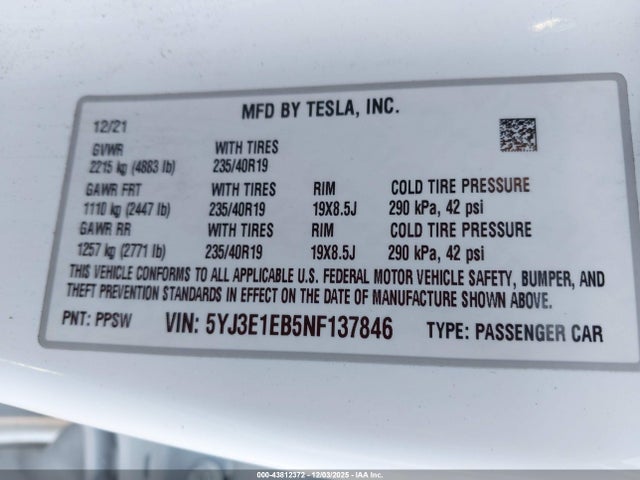 MFD BY TESLA, INC.
12/21
GVWR WITH TIRES
2215 kg (4883 lb) 235/40R19
GAWR FRT WITH TIRES RIM COLD TIRE PRESSURE
1110 kg (2447 lb) 235/40R19 19X8.5J 290 kPa, 42 psi
GAWR RR WITH TIRES RIM COLD TIRE PRESSURE
1257 kg (2771 lb) 235/40R19 19X8.5J 290 kPa, 42 psi
THIS VEHICLE CONFORMS TO ALL APPLICABLE U.S. FEDERAL MOTOR VEHICLE SAFETY, BUMPER, AND
THEFT PREVENTION STANDARDS IN EFFECT ON THE DATE OF MANUFACTURE SHOWN ABOVE.
PNT: PPSW VIN: 5YJ3E1EB5NF137846 TYPE: PASSENGER CAR
000-43812372 - 12/03/2025 - IAA Inc.